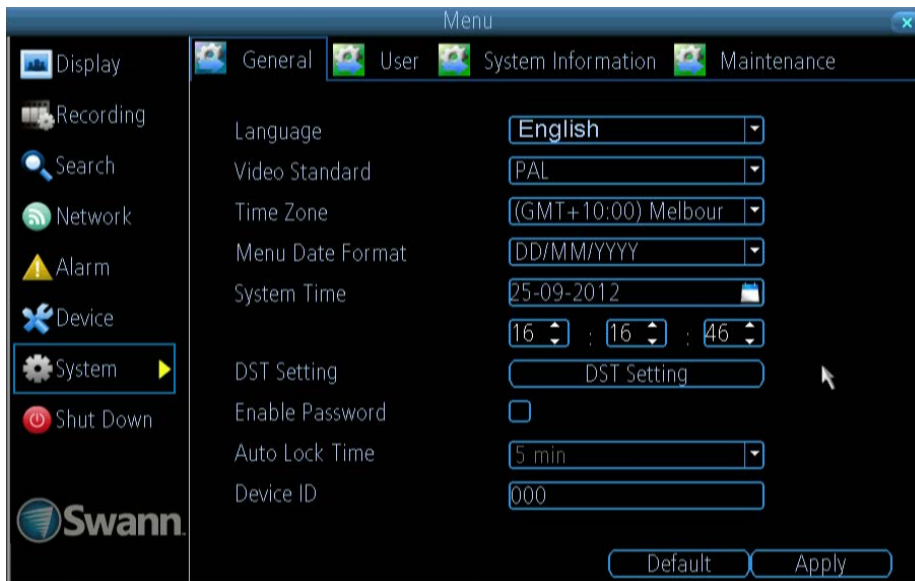 Menu
Display
Recording
Search
Network
Alarm
Device
System
Shut Down
Swann
General User System Information Maintenance
Language English
Video Standard PAL
Time Zone (GMT+10:00) Melbour
Menu Date Format DD/MM/YYYY
System Time 25-09-2012
16 : 16 : 46
DST Setting DST Setting
Enable Password
Auto Lock Time 5 min
Device ID 000
Default Apply